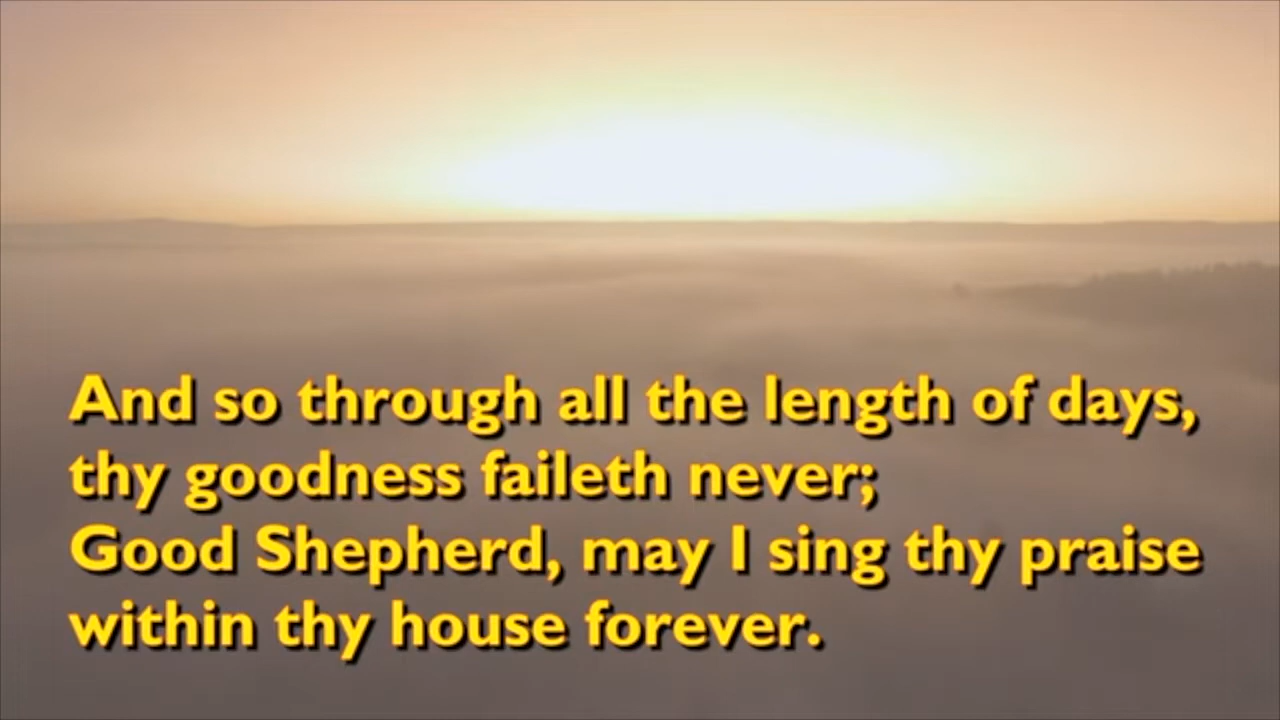 And so through all the length of days,
thy goodness faileth never;
Good Shepherd, may I sing thy praise
within thy house forever.